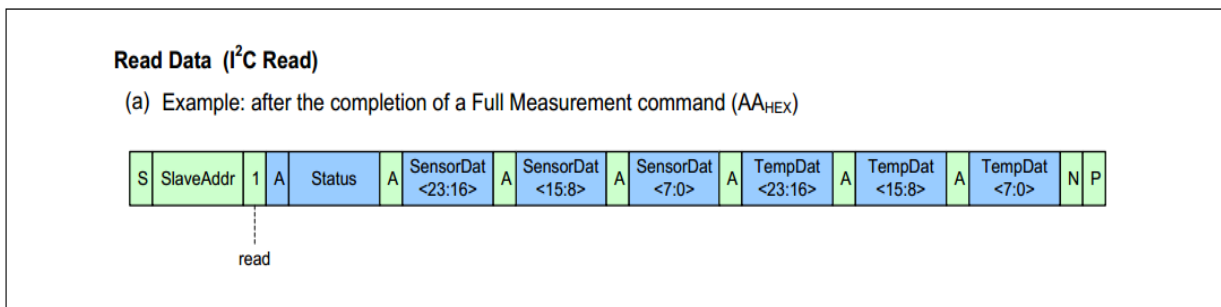 Read Data (I²C Read)
(a) Example: after the completion of a Full Measurement command (AA_HEX)
S SlaveAddr 1 A Status A SensorDat <23:16> A SensorDat <15:8> A SensorDat <7:0> A TempDat <23:16> A TempDat <15:8> A TempDat <7:0> N P
read